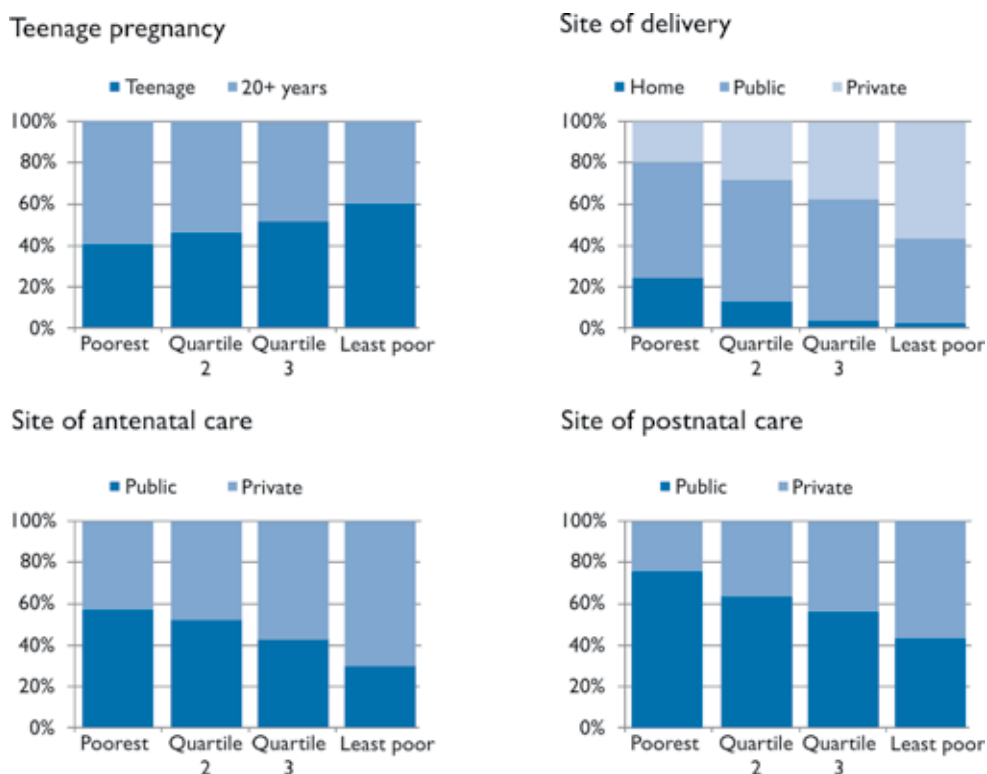 Teenage pregnancy
Teenage 20+ years
100%
80%
60%
40%
20%
0%
Poorest Quartile Quartile Least poor
2 3
Site of delivery
Home Public Private
100%
80%
60%
40%
20%
0%
Poorest Quartile Quartile Least poor
2 3
Site of antenatal care
Public Private
100%
80%
60%
40%
20%
0%
Poorest Quartile Quartile Least poor
2 3
Site of postnatal care
Public Private
100%
80%
60%
40%
20%
0%
Poorest Quartile Quartile Least poor
2 3